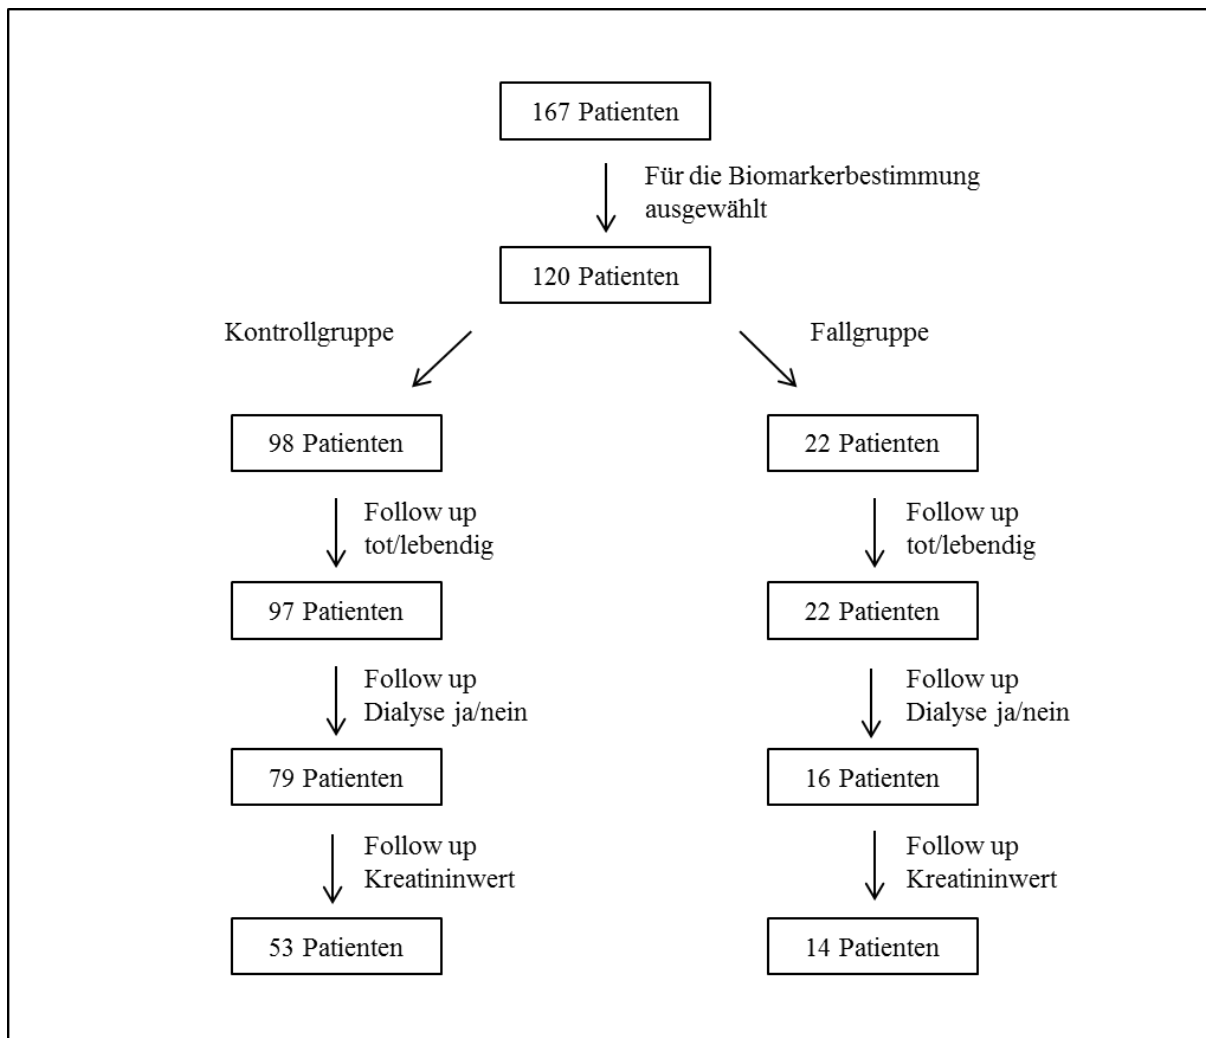 167 Patienten
Für die Biomarkerbestimmung
ausgewählt
120 Patienten
Kontrollgruppe
Fallgruppe
98 Patienten
22 Patienten
Follow up
tot/lebendig
Follow up
tot/lebendig
97 Patienten
22 Patienten
Follow up
Dialyse ja/nein
Follow up
Dialyse ja/nein
79 Patienten
16 Patienten
Follow up
Kreatininwert
Follow up
Kreatininwert
53 Patienten
14 Patienten